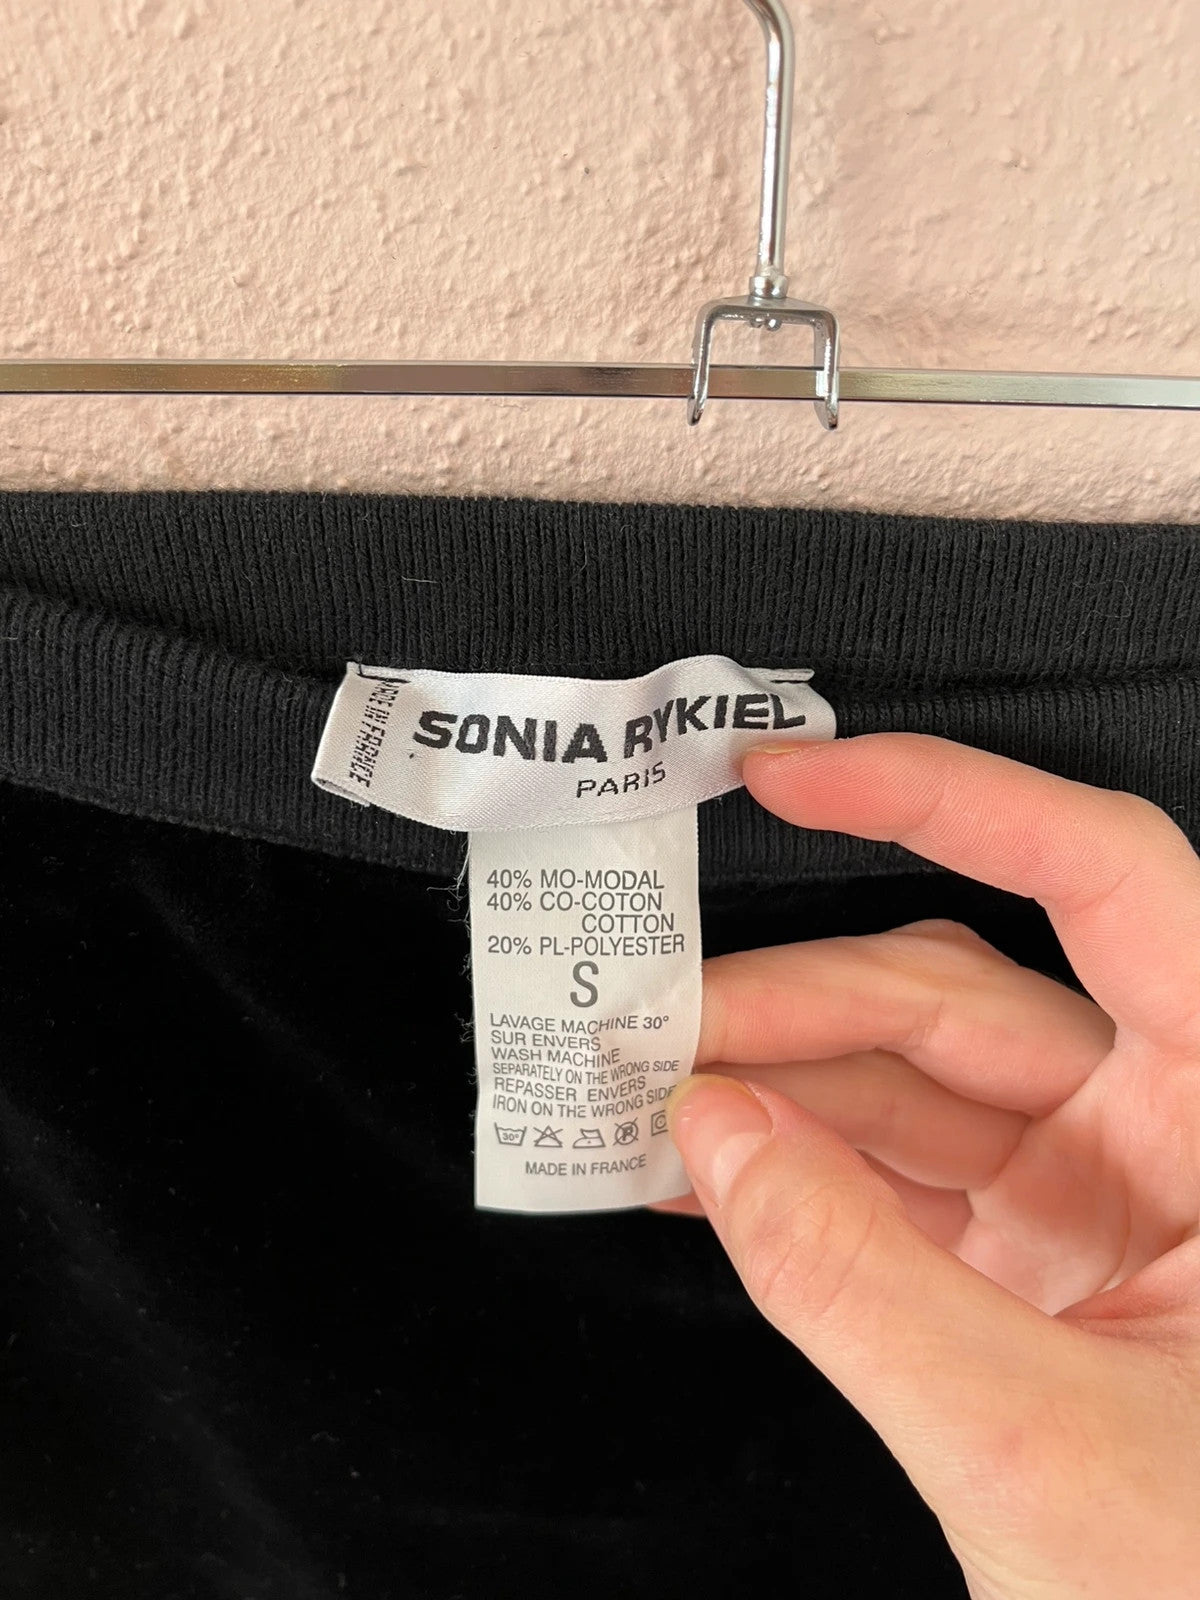 MADE IN FRANCE
SONIA RYKIEL
PARIS
40% MO-MODAL
40% CO-COTON
COTTON
20% PL-POLYESTER
S
LAVAGE MACHINE 30°
SUR ENVERS
WASH MACHINE
SEPARATELY ON THE WRONG SIDE
REPASSER ENVERS
IRON ON THE WRONG SIDE
30° P
MADE IN FRANCE